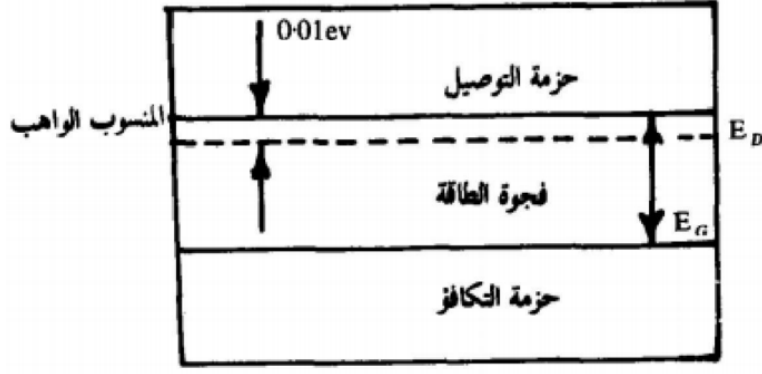 0·01ev
حزمة التوصيل
المنسوب الواهب
E_D
فجوة الطاقة
E_G
حزمة التكافؤ